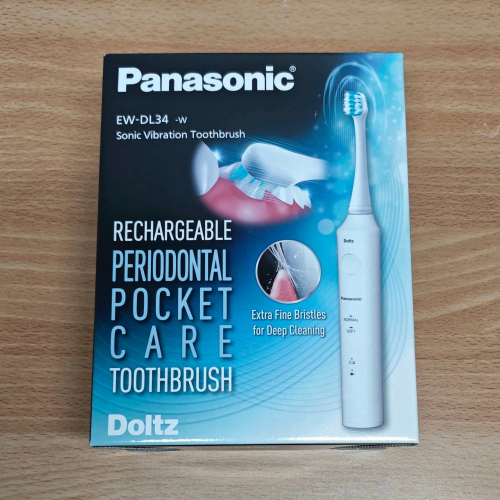 Panasonic®
EW-DL34 -W
Sonic Vibration Toothbrush
RECHARGEABLE
PERIODONTAL
POCKET
CARE
TOOTHBRUSH
Extra Fine Bristles
for Deep Cleaning
Doltz
Doltz
Panasonic
NORMAL
SOFT